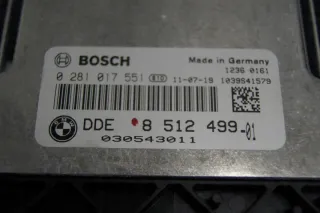 BOSCH Made in Germany
1236 0161
0 281 017 551 11-07-19 1039S41579
BMW
DDE 8 512 499-01
030543011